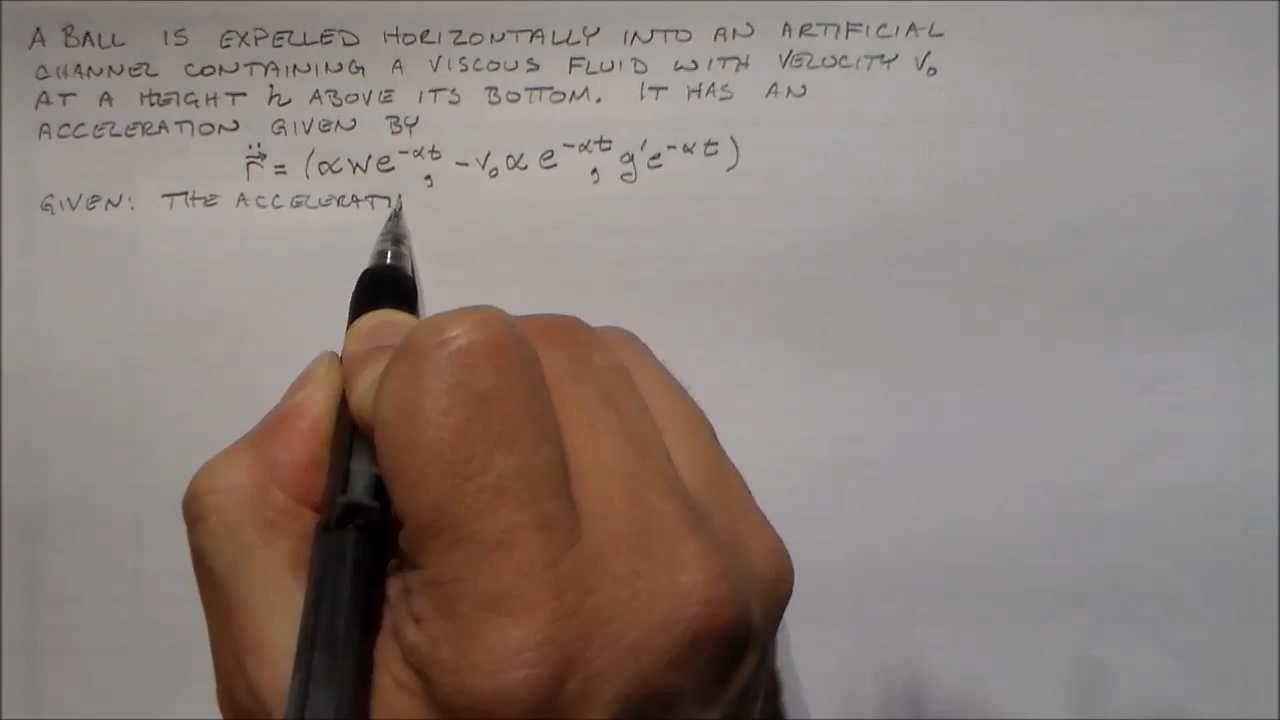 A BALL IS EXPELLED HORIZONTALLY INTO AN ARTIFICIAL
CHANNEL CONTAINING A VISCOUS FLUID WITH VELOCITY V₀
AT A HEIGHT h ABOVE ITS BOTTOM. IT HAS AN
ACCELERATION GIVEN BY
r⃗̈ = (αWe^{-αt}, -V₀αe^{-αt}, g'e^{-αt})
GIVEN: THE ACCELERATI